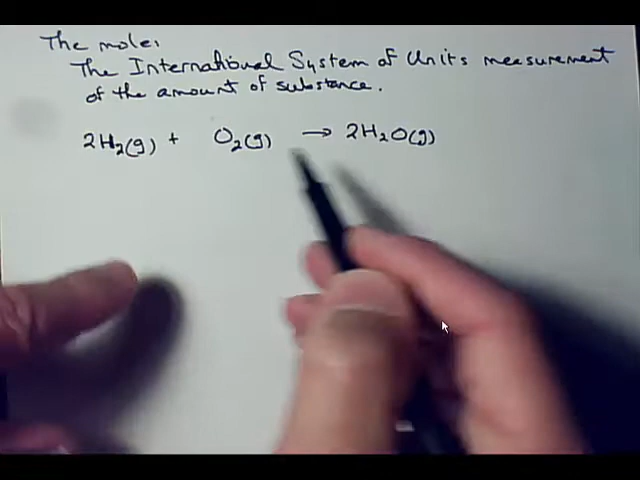 The mole,
The International System of Units measurement
of the amount of substance.
2H₂(g) + O₂(g) → 2H₂O(g)